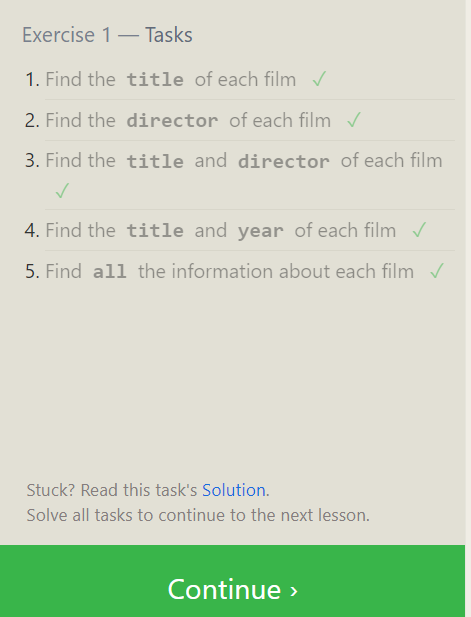 Exercise 1 — Tasks
1. Find the title of each film ✓
2. Find the director of each film ✓
3. Find the title and director of each film
✓
4. Find the title and year of each film ✓
5. Find all the information about each film ✓
Stuck? Read this task's Solution.
Solve all tasks to continue to the next lesson.
Continue ›